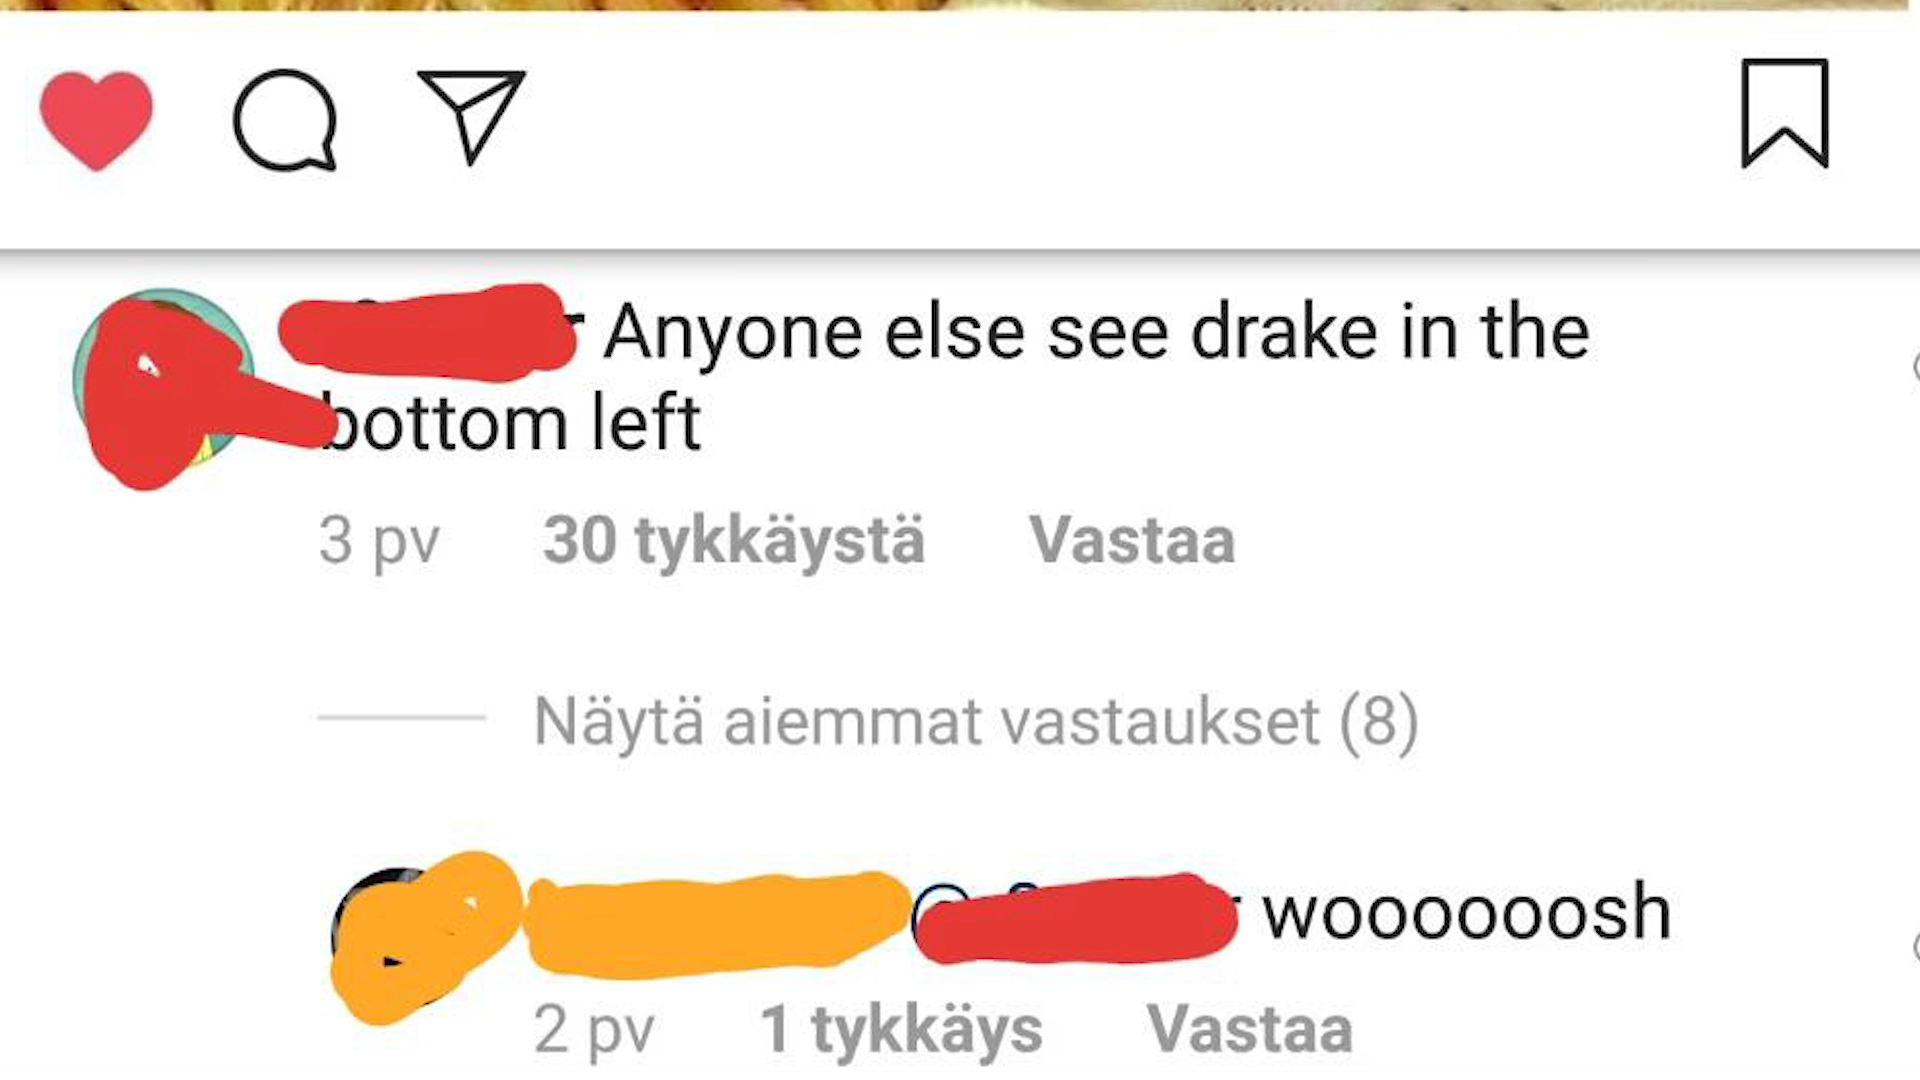 Anyone else see drake in the
bottom left
3 pv 30 tykkäystä Vastaa
Näytä aiemmat vastaukset (8)
woooooosh
2 pv 1 tykkäys Vastaa